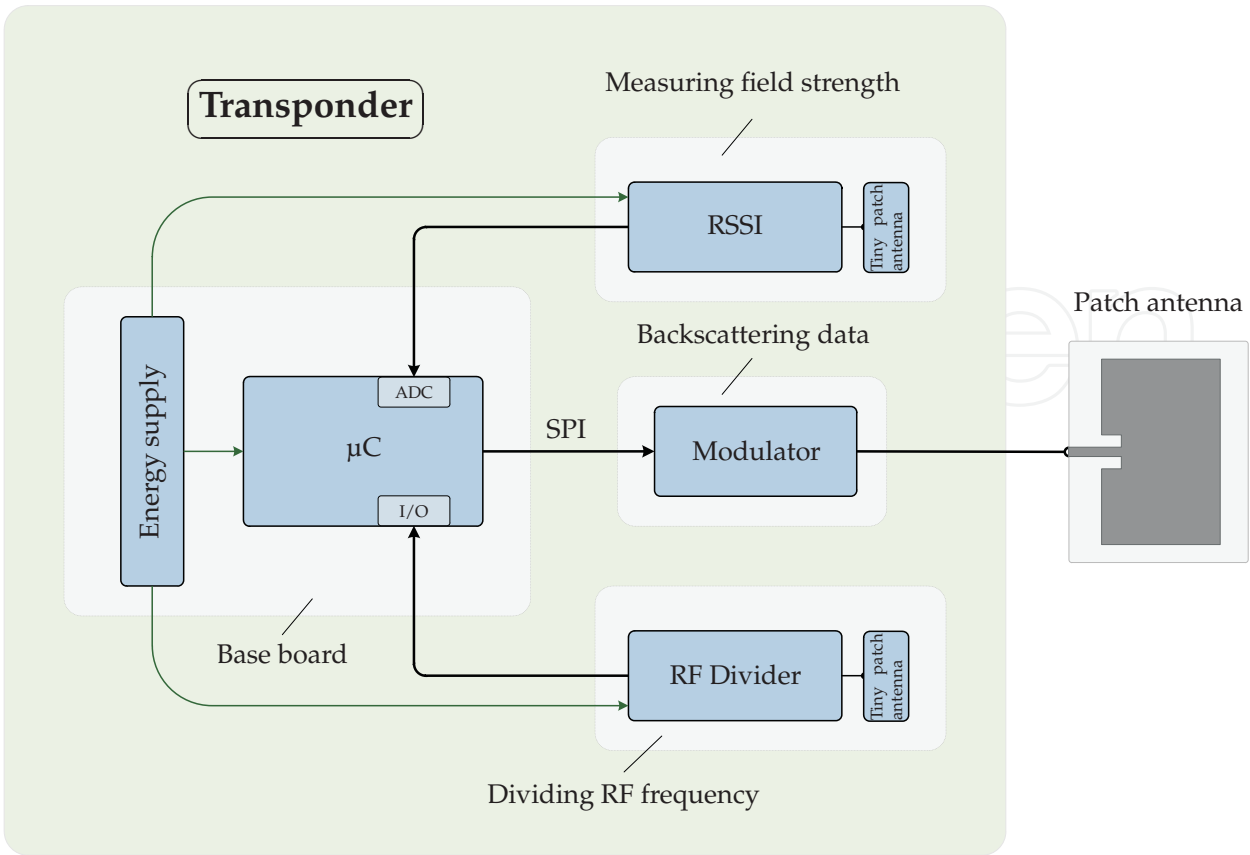 Transponder
Measuring field strength
RSSI
Tiny patch
antenna
Patch antenna
Backscattering data
Energy supply
ADC
µC
SPI
Modulator
I/O
Base board
RF Divider
Tiny patch
antenna
Dividing RF frequency